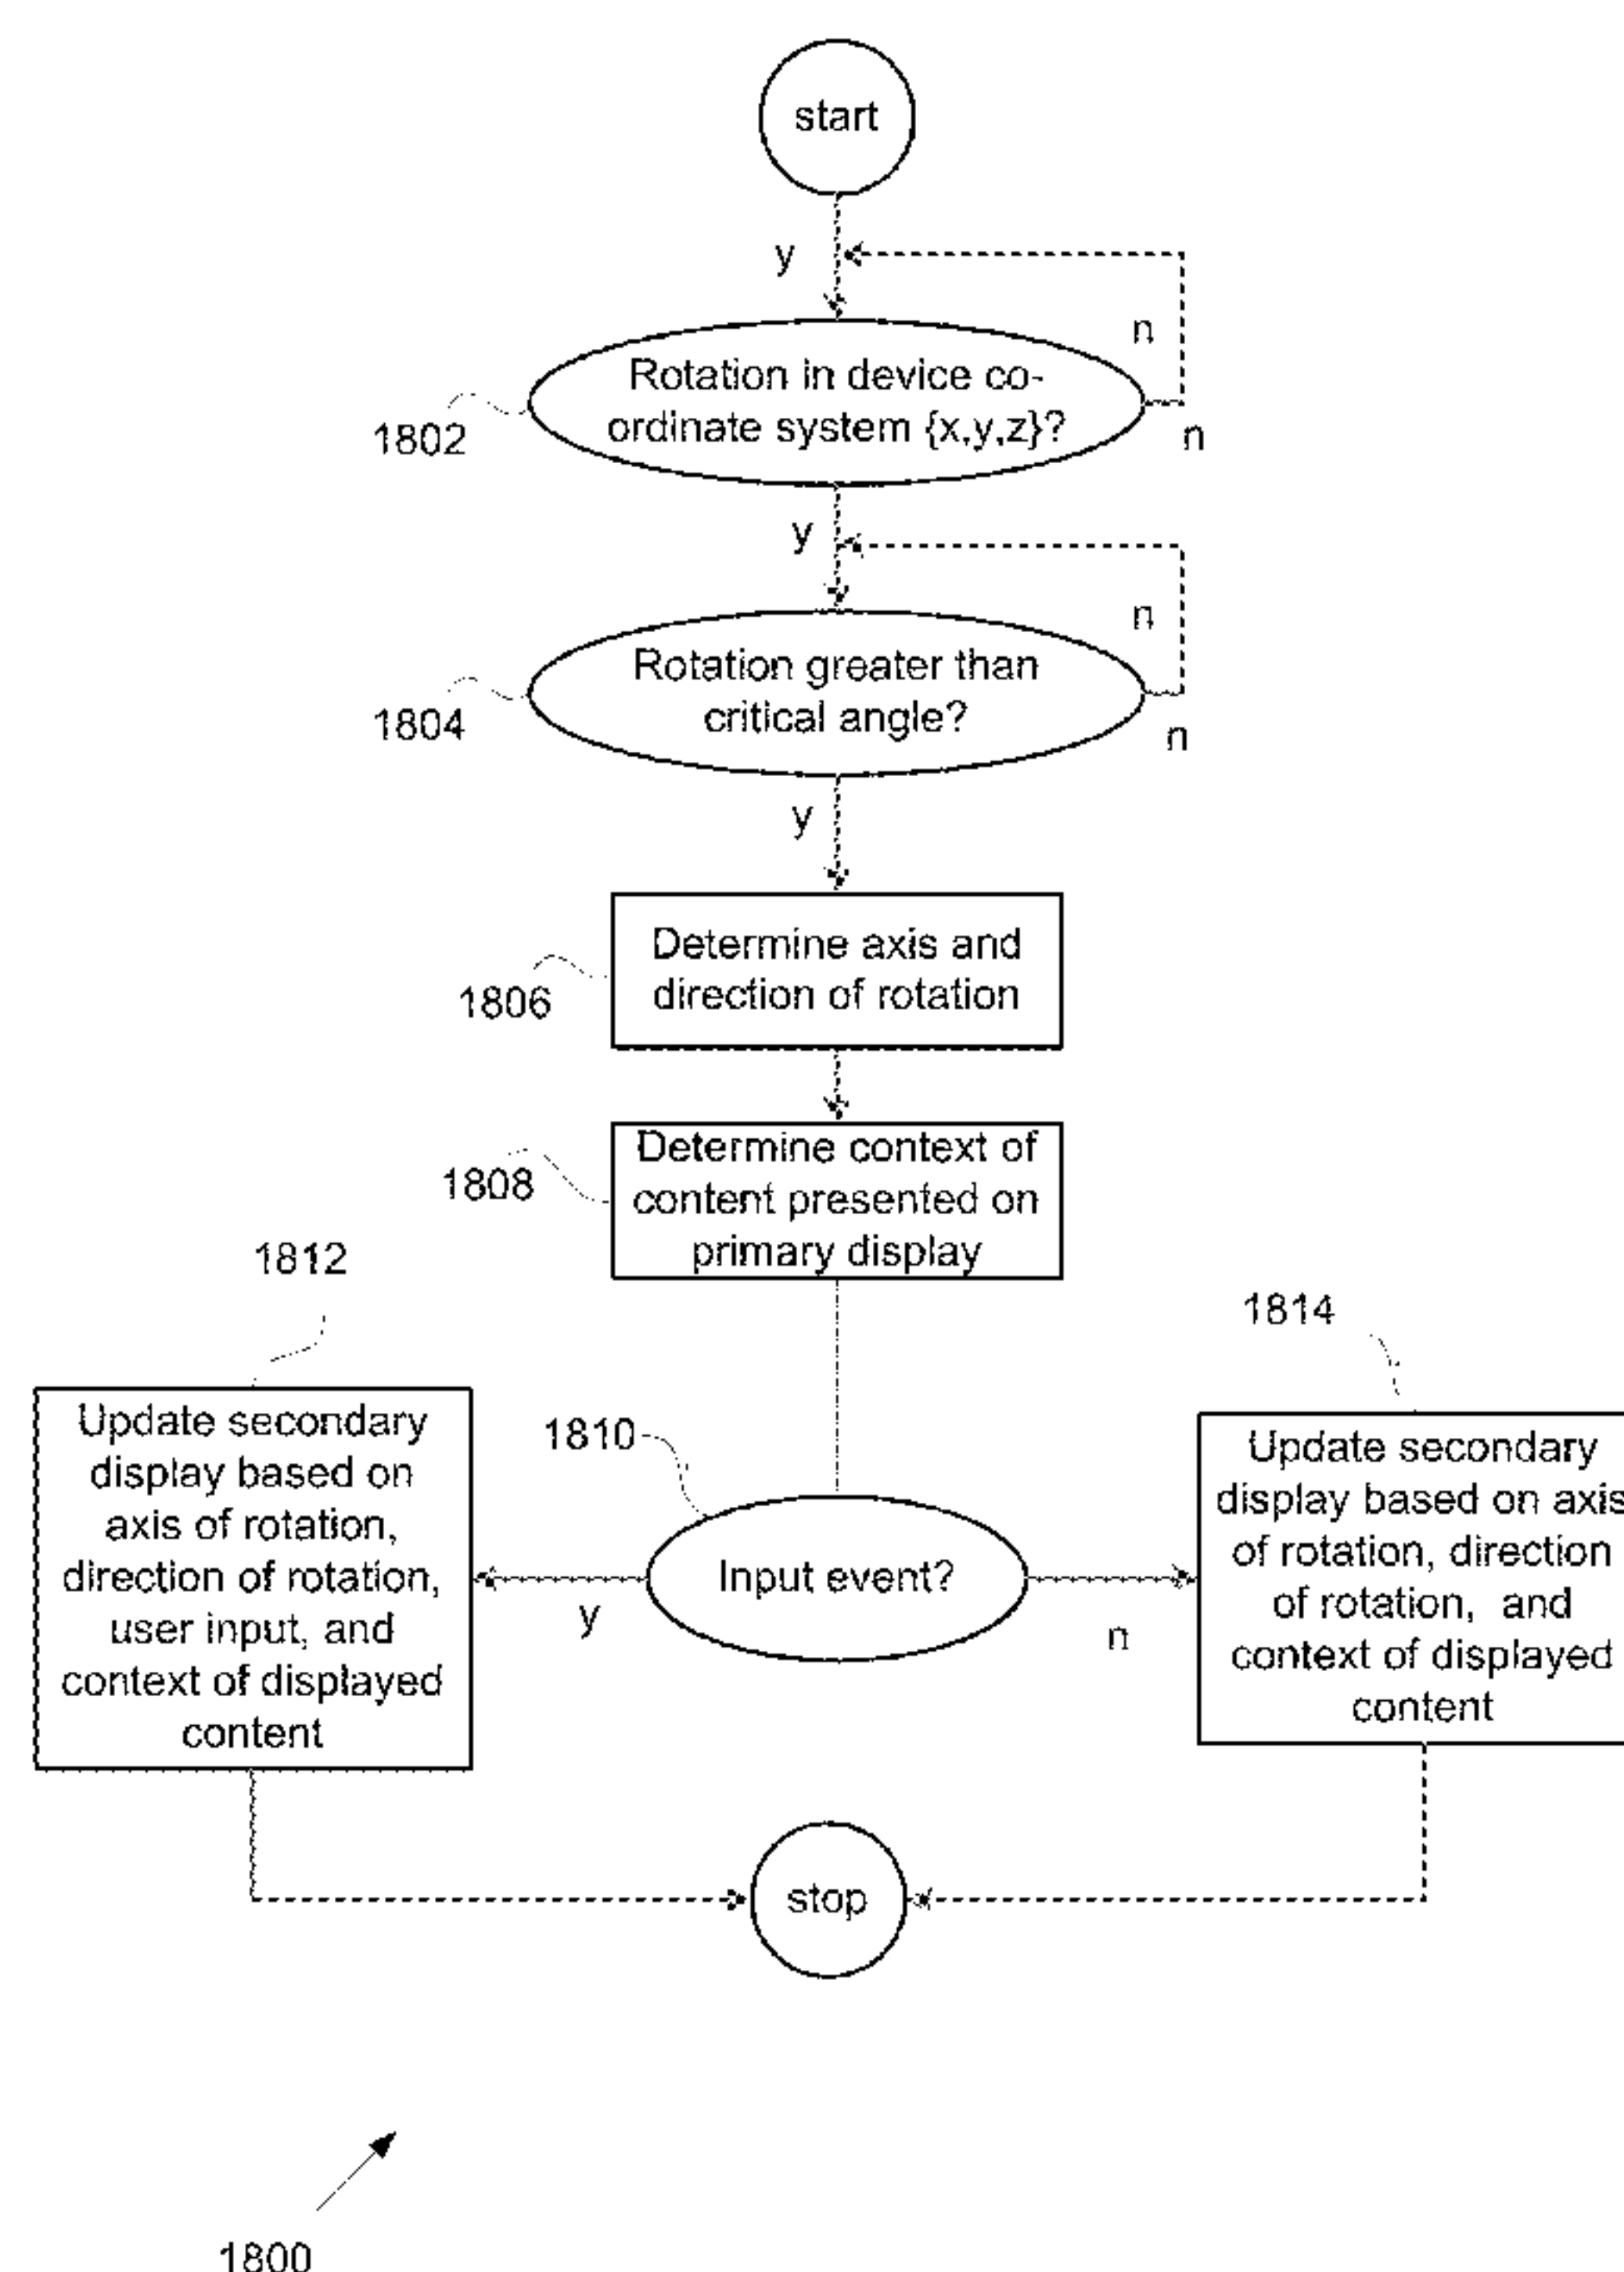 start
y
n
Rotation in device co-
ordinate system {x,y,z}?
1802
n
y
n
Rotation greater than
critical angle?
1804
n
y
Determine axis and
direction of rotation
1806
Determine context of
content presented on
primary display
1808
1812
1814
Update secondary
display based on
axis of rotation,
direction of rotation,
user input, and
context of displayed
content
1810
Input event?
y
n
Update secondary
display based on axis
of rotation, direction
of rotation, and
context of displayed
content
stop
1800